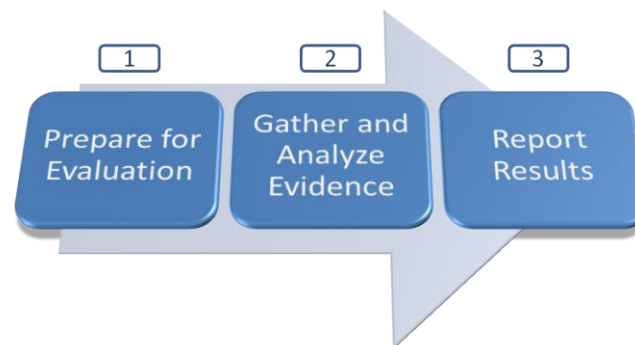 1
2
3
Prepare for
Evaluation
Gather and
Analyze
Evidence
Report
Results